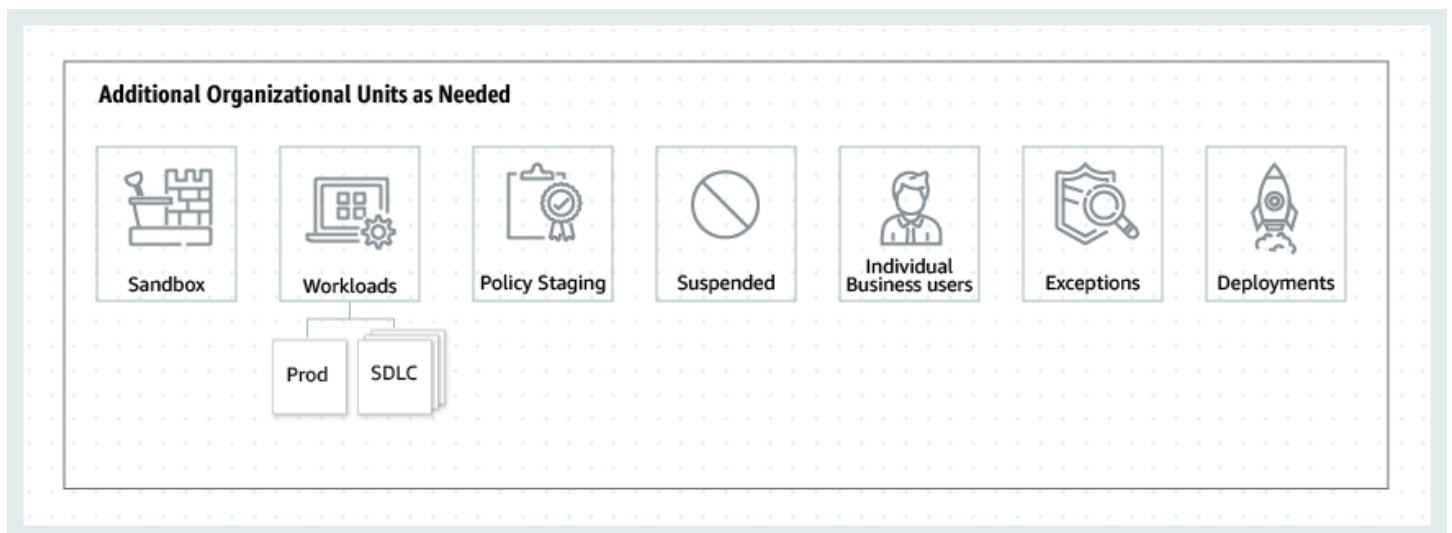 Additional Organizational Units as Needed
Sandbox
Workloads
Policy Staging
Suspended
Individual
Business users
Exceptions
Deployments
Prod
SDLC